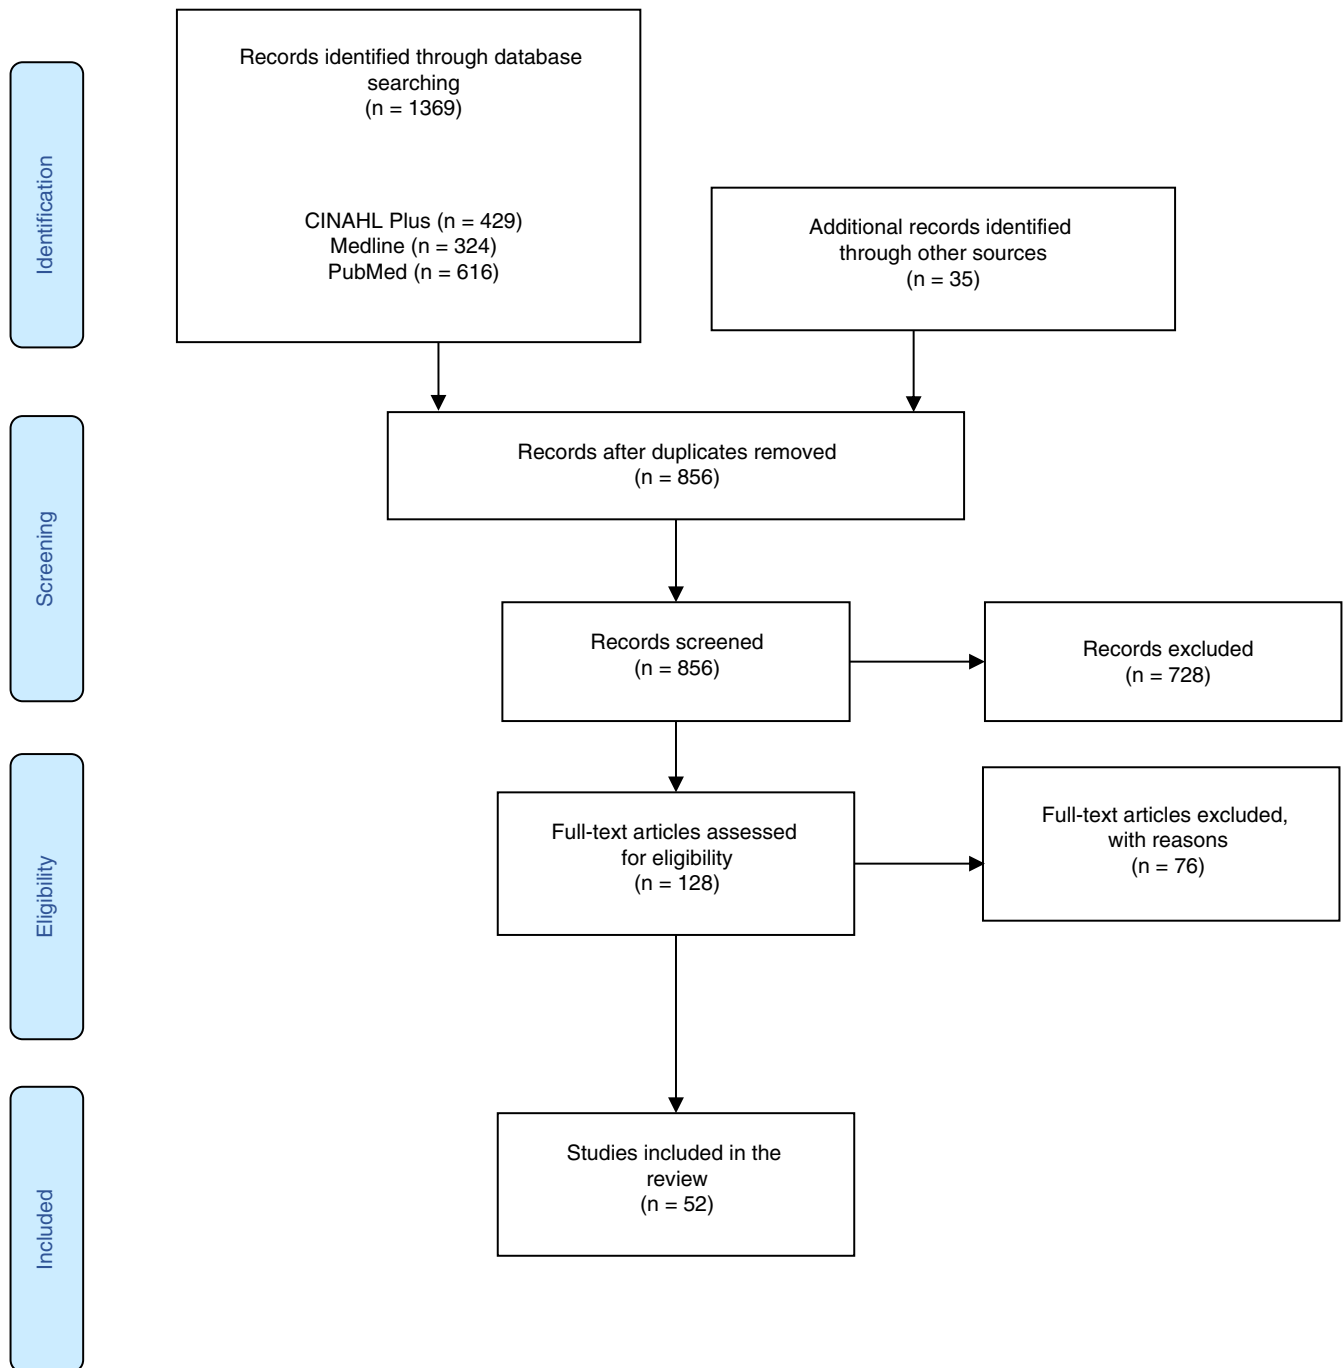 Identification
Records identified through database
searching
(n = 1369)
CINAHL Plus (n = 429)
Medline (n = 324)
PubMed (n = 616)
Additional records identified
through other sources
(n = 35)
Screening
Records after duplicates removed
(n = 856)
Records screened
(n = 856)
Records excluded
(n = 728)
Eligibility
Full-text articles assessed
for eligibility
(n = 128)
Full-text articles excluded,
with reasons
(n = 76)
Included
Studies included in the
review
(n = 52)